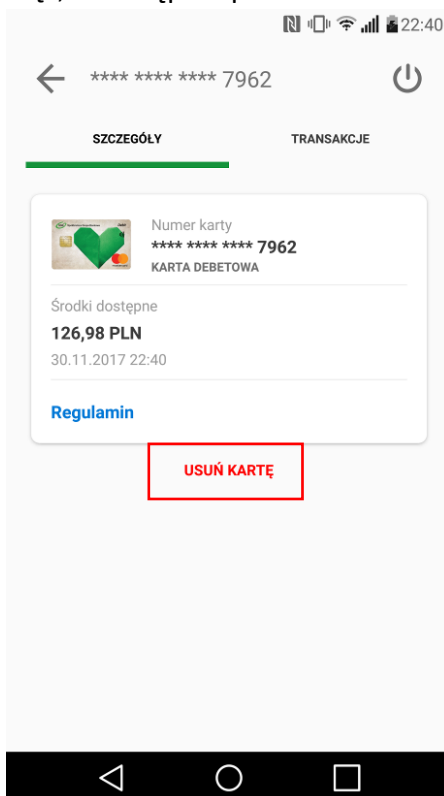 22:40
**** **** **** 7962
SZCZEGÓŁY
TRANSAKCJE
Numer karty
**** **** **** 7962
KARTA DEBETOWA
Środki dostępne
126,98 PLN
30.11.2017 22:40
Regulamin
USUŃ KARTĘ